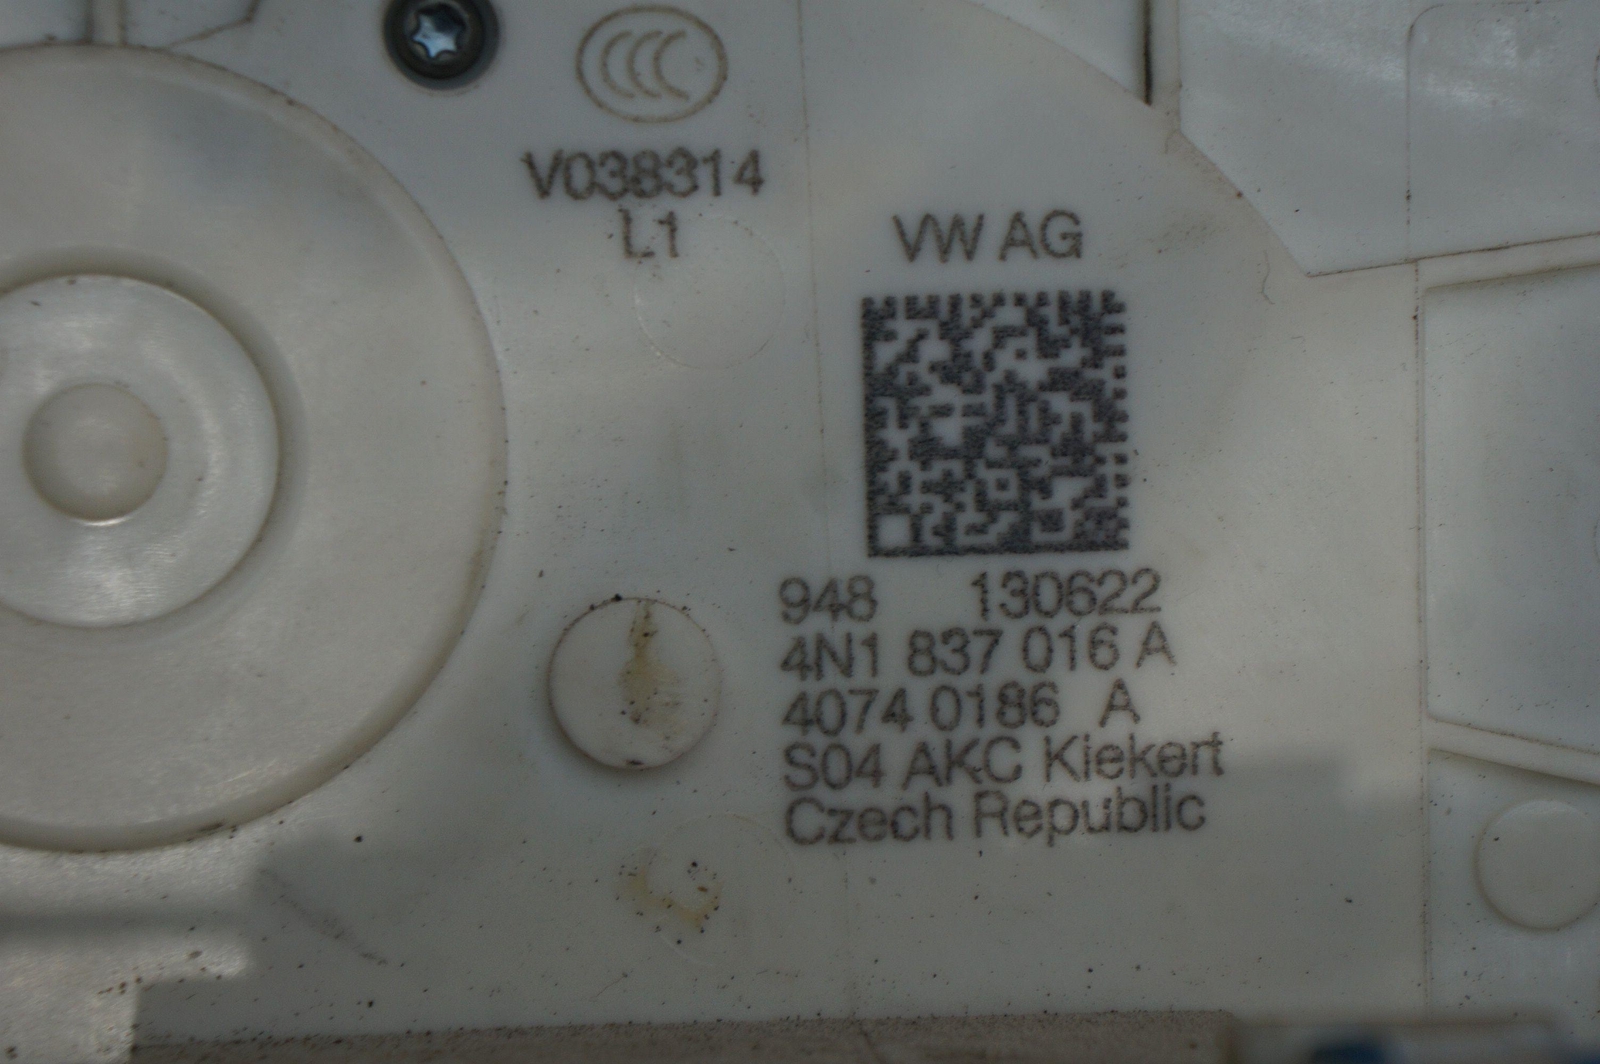 V038314
L1
VW AG
948 130622
4N1 837 016 A
4074 0186 A
S04 AKC Kiekert
Czech Republic